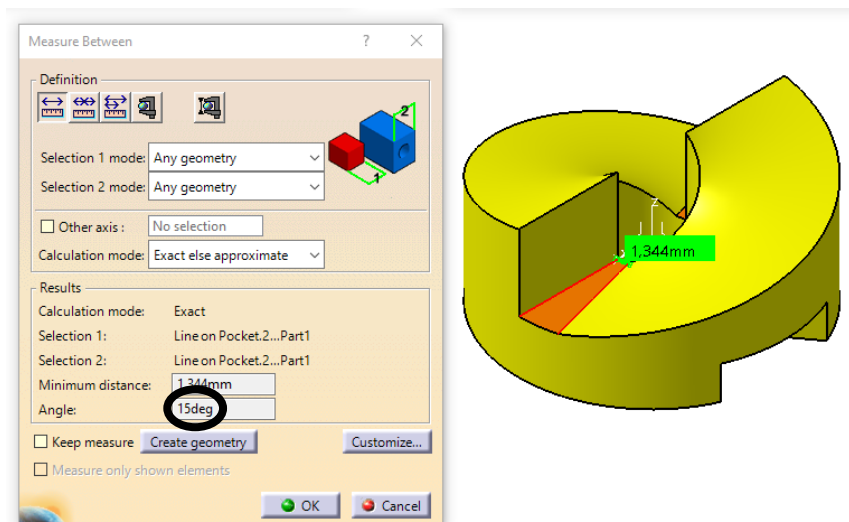 Measure Between ? ×
Definition
2
1
Selection 1 mode: Any geometry
Selection 2 mode: Any geometry
Other axis : No selection
Calculation mode: Exact else approximate
Results
Calculation mode: Exact
Selection 1: Line on Pocket.2...Part1
Selection 2: Line on Pocket.2...Part1
Minimum distance: 1,344mm
Angle: 15deg
Keep measure Create geometry Customize...
Measure only shown elements
OK Cancel
z
1,344mm